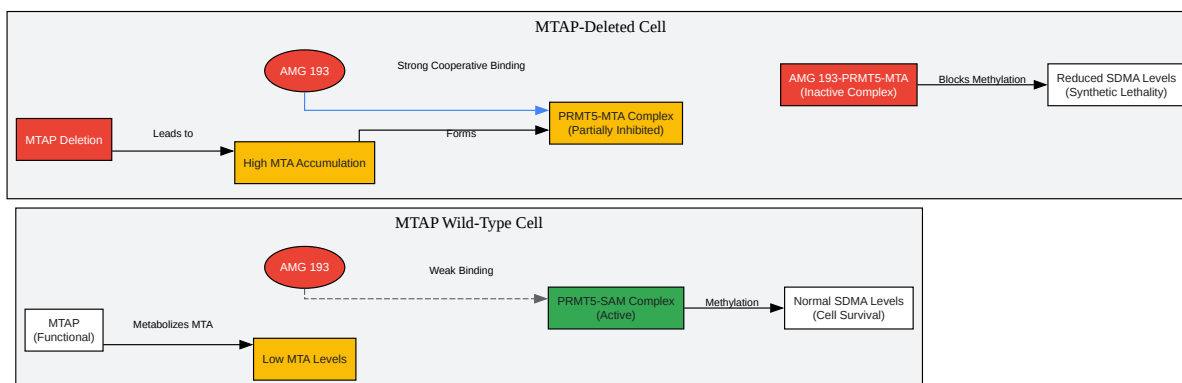 MTAP-Deleted Cell
AMG 193
Strong Cooperative Binding
AMG 193-PRMT5-MTA
(Inactive Complex)
Blocks Methylation
Reduced SDMA Levels
(Synthetic Lethality)
MTAP Deletion
Leads to
High MTA Accumulation
Forms
PRMT5-MTA Complex
(Partially Inhibited)
MTAP Wild-Type Cell
AMG 193
Weak Binding
PRMT5-SAM Complex
(Active)
Methylation
Normal SDMA Levels
(Cell Survival)
MTAP
(Functional)
Metabolizes MTA
Low MTA Levels